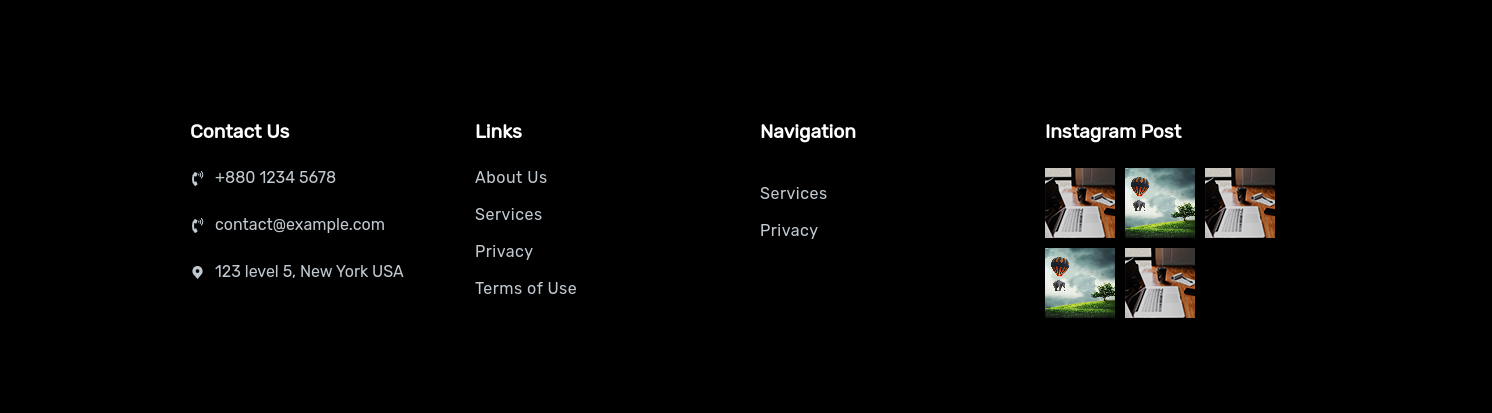 Contact Us
+880 1234 5678
contact@example.com
123 level 5, New York USA
Links
About Us
Services
Privacy
Terms of Use
Navigation
Services
Privacy
Instagram Post